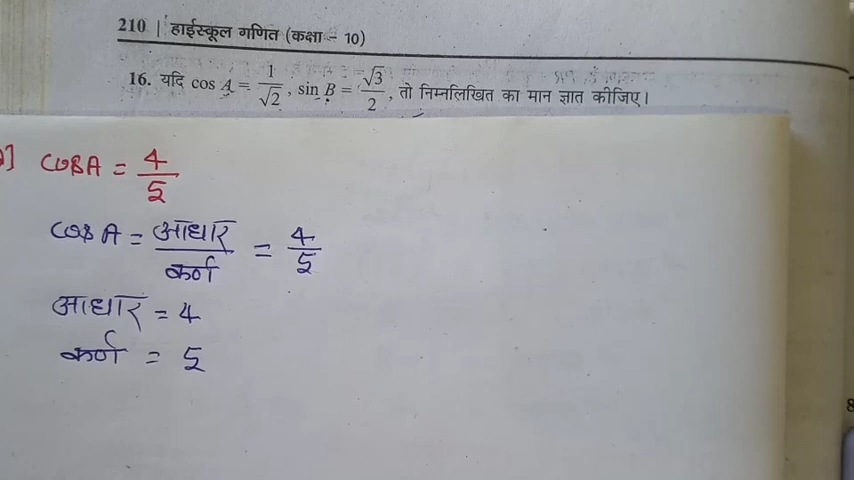 210 | हाईस्कूल गणित (कक्षा - 10)
16. यदि cos A = 1/√2, sin B = √3/2, तो निम्नलिखित का मान ज्ञात कीजिए।
cosA = 4/5
cos A = आधार/कर्ण = 4/5
आधार = 4
कर्ण = 5
8